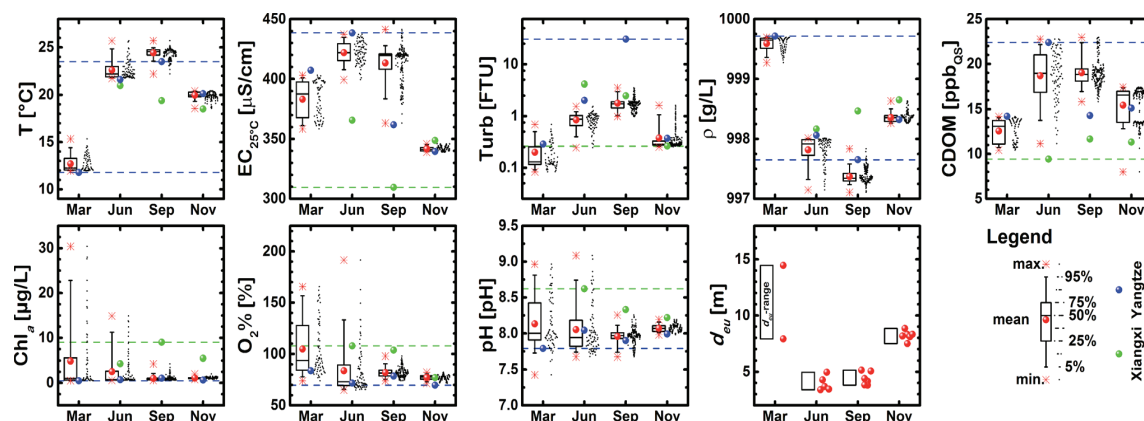 T [°C]
25
20
15
10
Mar Jun Sep Nov
EC25°C [µS/cm]
450
400
350
300
Mar Jun Sep Nov
Turb [FTU]
10
1
0.1
Mar Jun Sep Nov
ρ [g/L]
1000
999
998
997
Mar Jun Sep Nov
CDOM [ppbQS]
25
20
15
10
5
Mar Jun Sep Nov
Chl a [µg/L]
30
20
10
0
Mar Jun Sep Nov
O2% [%]
200
150
100
50
Mar Jun Sep Nov
pH [pH]
9.0
8.5
8.0
7.5
7.0
Mar Jun Sep Nov
deu [m]
15
10
5
deu-range
Mar Jun Sep Nov
Legend
max.
95%
75%
50%
mean
25%
5%
min.
Xiangxi Yangtze